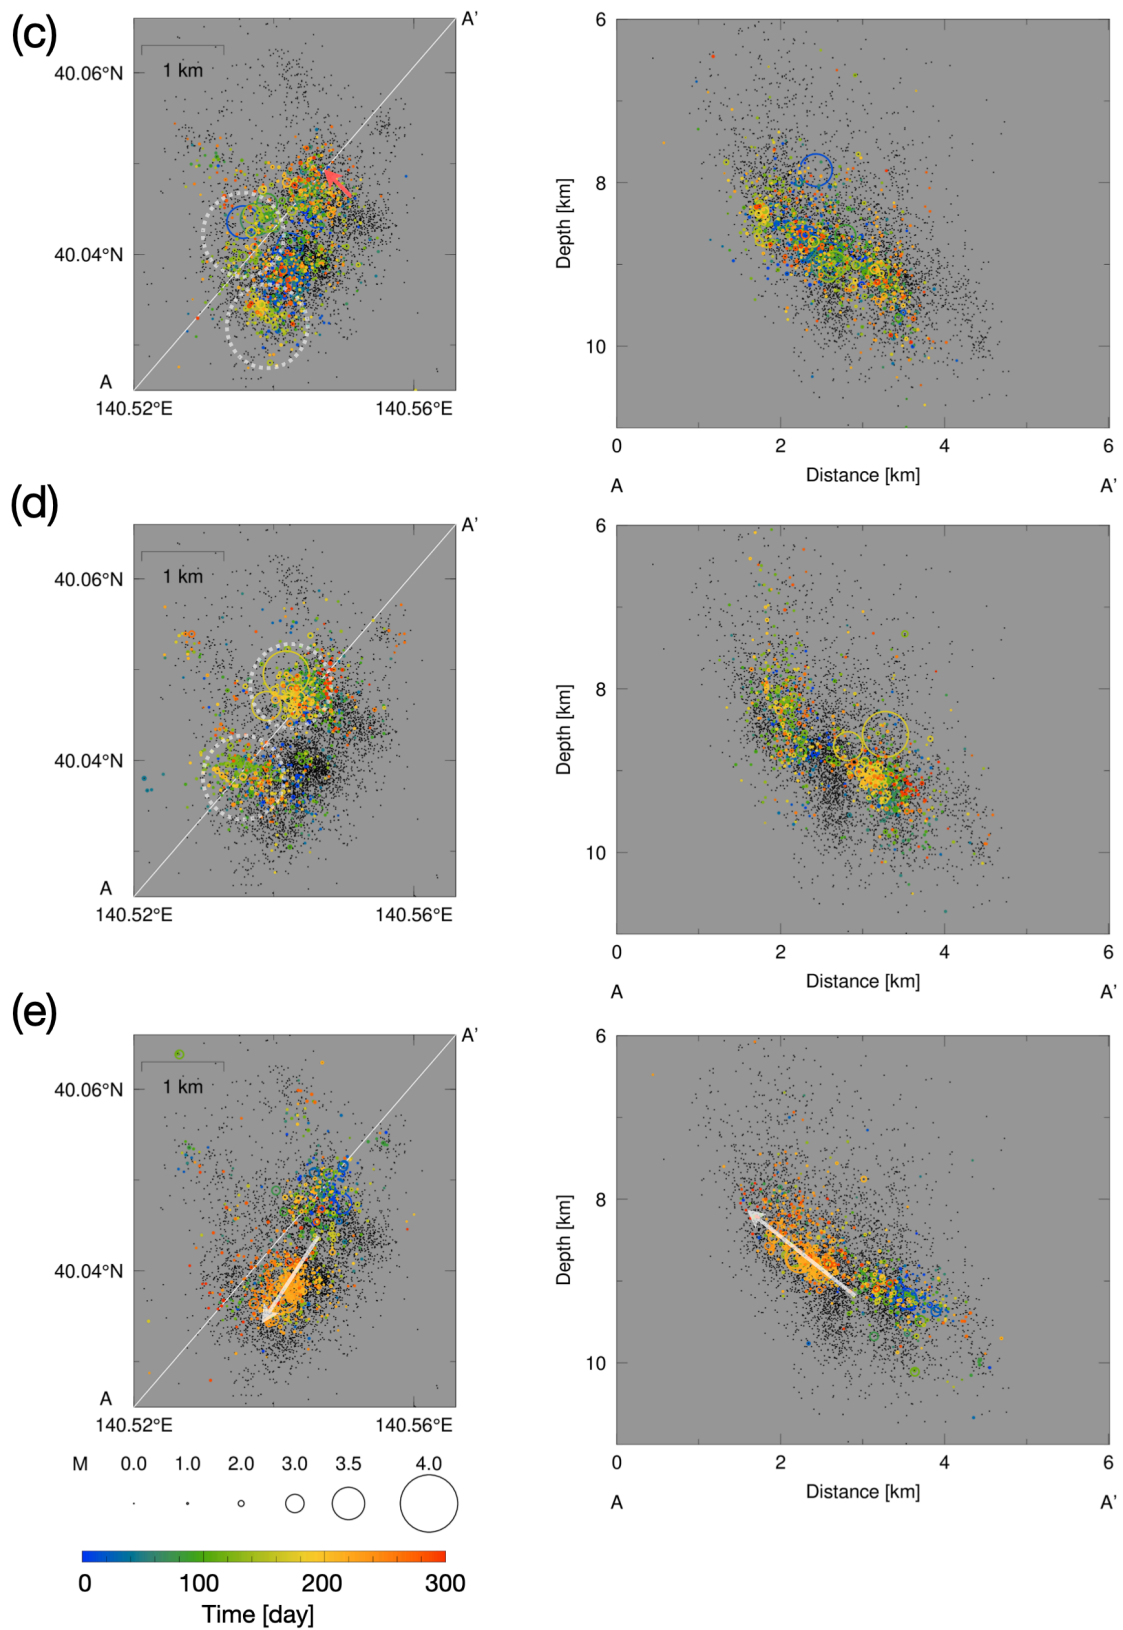 (c)
A'
40.06°N
1 km
40.04°N
A
140.52°E 140.56°E
6
8
10
Depth [km]
0 2 4 6
Distance [km]
A A'
(d)
A'
40.06°N
1 km
40.04°N
A
140.52°E 140.56°E
6
8
10
Depth [km]
0 2 4 6
Distance [km]
A A'
(e)
A'
40.06°N
1 km
40.04°N
A
140.52°E 140.56°E
6
8
10
Depth [km]
0 2 4 6
Distance [km]
A A'
M 0.0 1.0 2.0 3.0 3.5 4.0
0 100 200 300
Time [day]